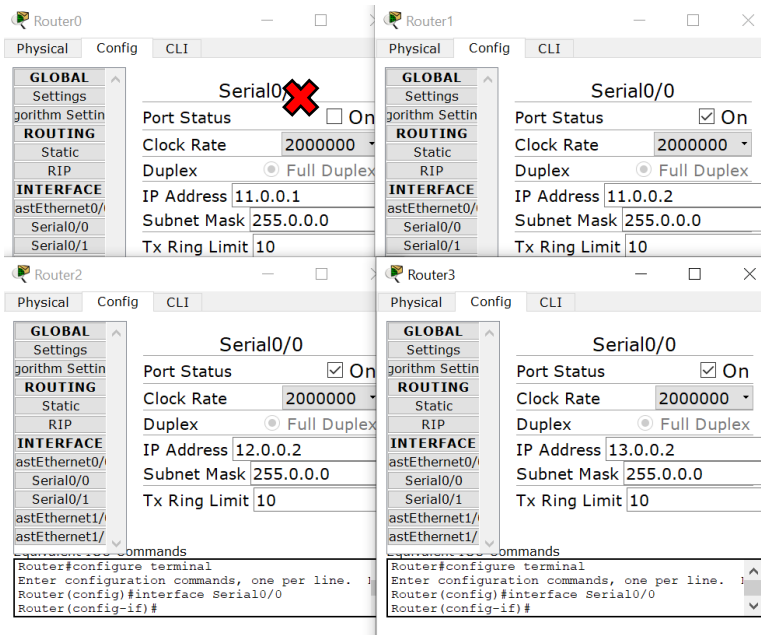 Router0
Physical Config CLI
GLOBAL
Settings
gorithm Settin
ROUTING
Static
RIP
INTERFACE
astEthernet0/
Serial0/0
Serial0/1
Serial0/
Port Status On
Clock Rate 2000000
Duplex Full Duplex
IP Address 11.0.0.1
Subnet Mask 255.0.0.0
Tx Ring Limit 10
Router1
Physical Config CLI
GLOBAL
Settings
gorithm Settin
ROUTING
Static
RIP
INTERFACE
astEthernet0/
Serial0/0
Serial0/1
Serial0/0
Port Status On
Clock Rate 2000000
Duplex Full Duplex
IP Address 11.0.0.2
Subnet Mask 255.0.0.0
Tx Ring Limit 10
Router2
Physical Config CLI
GLOBAL
Settings
gorithm Settin
ROUTING
Static
RIP
INTERFACE
astEthernet0/
Serial0/0
Serial0/1
astEthernet1/
astEthernet1/
Serial0/0
Port Status On
Clock Rate 2000000
Duplex Full Duplex
IP Address 12.0.0.2
Subnet Mask 255.0.0.0
Tx Ring Limit 10
ommands
Router#configure terminal
Enter configuration commands, one per line.
Router(config)#interface Serial0/0
Router(config-if)#
Router3
Physical Config CLI
GLOBAL
Settings
gorithm Settin
ROUTING
Static
RIP
INTERFACE
astEthernet0/
Serial0/0
Serial0/1
astEthernet1/
astEthernet1/
Serial0/0
Port Status On
Clock Rate 2000000
Duplex Full Duplex
IP Address 13.0.0.2
Subnet Mask 255.0.0.0
Tx Ring Limit 10
ommands
Router#configure terminal
Enter configuration commands, one per line.
Router(config)#interface Serial0/0
Router(config-if)#